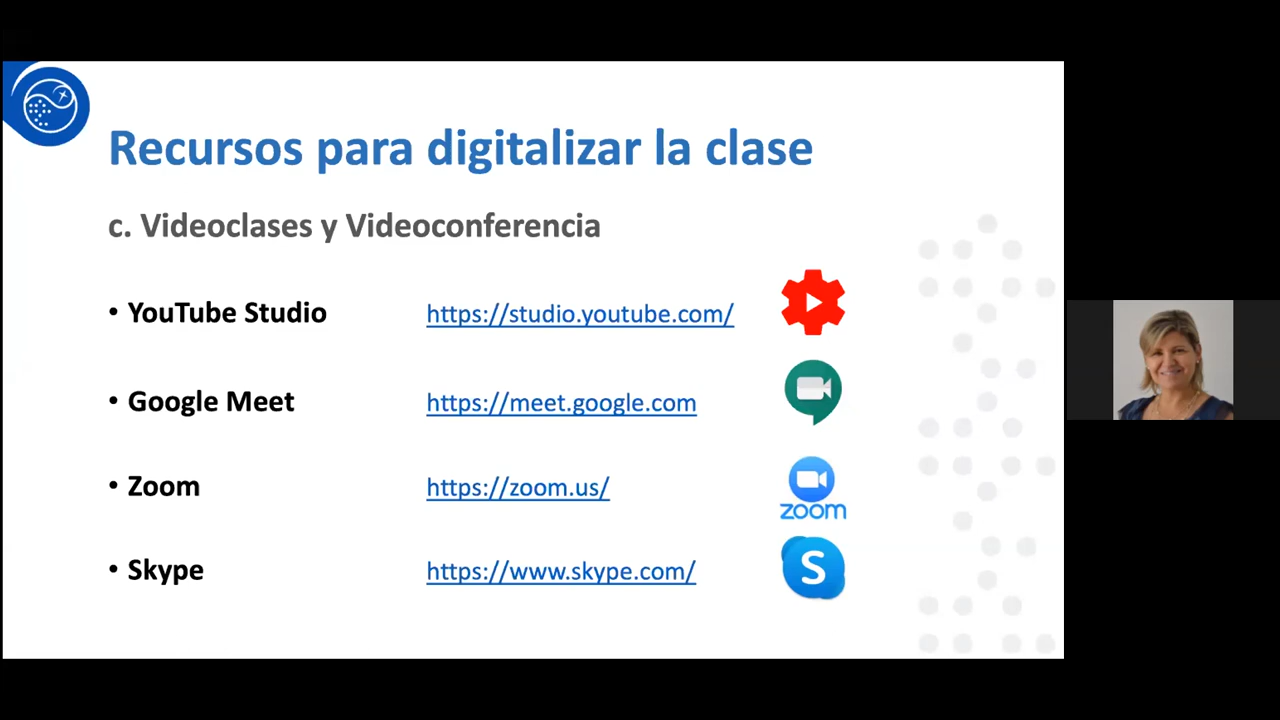 Recursos para digitalizar la clase
c. Videoclases y Videoconferencia
• YouTube Studio https://studio.youtube.com/
• Google Meet https://meet.google.com
• Zoom https://zoom.us/
zoom
• Skype https://www.skype.com/
S